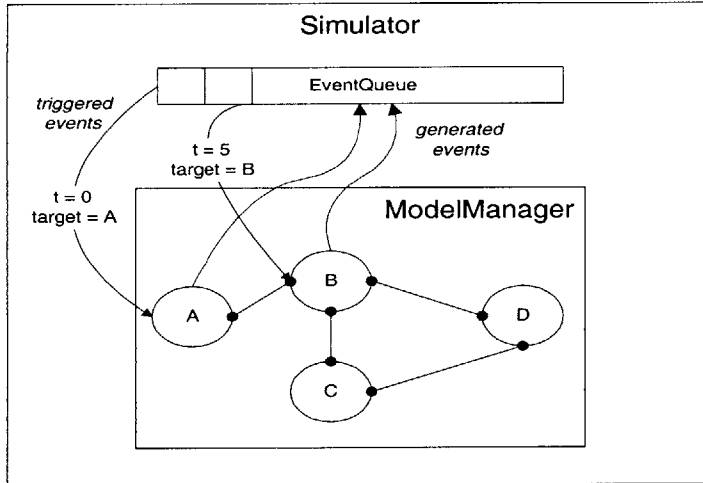 Simulator
EventQueue
triggered
events
generated
events
t = 5
target = B
t = 0
target = A
ModelManager
B
A
D
C